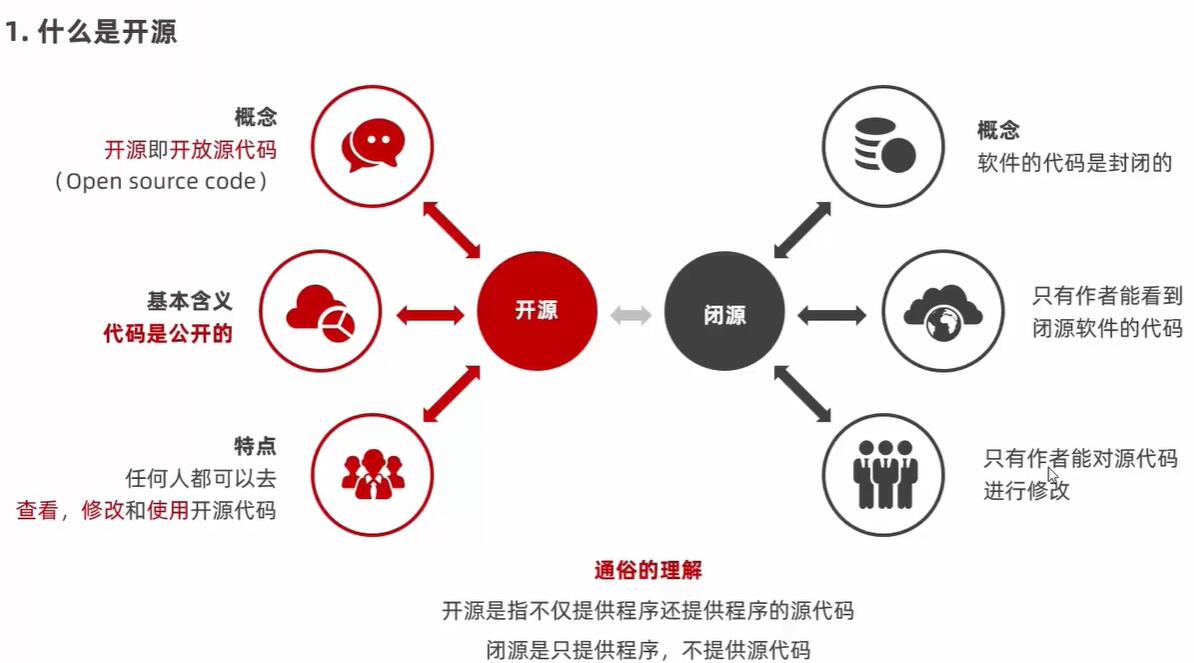 1. 什么是开源
概念
开源即开放源代码
（Open source code）
基本含义
代码是公开的
特点
任何人都可以去
查看，修改和使用开源代码
开源
闭源
概念
软件的代码是封闭的
只有作者能看到
闭源软件的代码
只有作者能对源代码
进行修改
通俗的理解
开源是指不仅提供程序还提供程序的源代码
闭源是只提供程序，不提供源代码